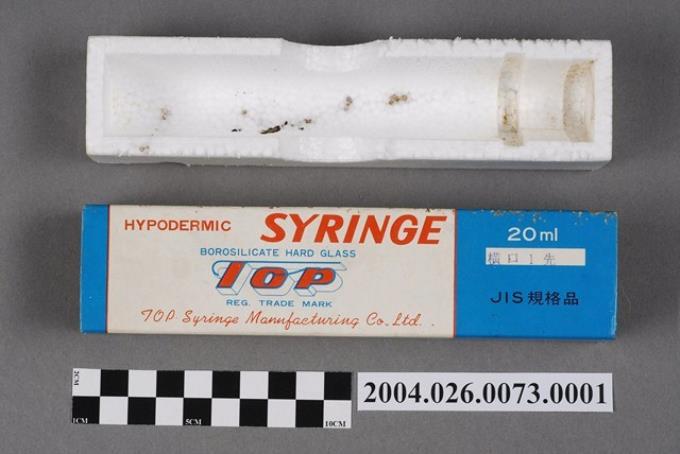 HYPODERMIC SYRINGE
BOROSILICATE HARD GLASS
TOP
REG. TRADE MARK
TOP Syringe Manufacturing Co., Ltd.
20ml
横口1先
JIS規格品
2CM
1CM 5CM 10CM
2004.026.0073.0001